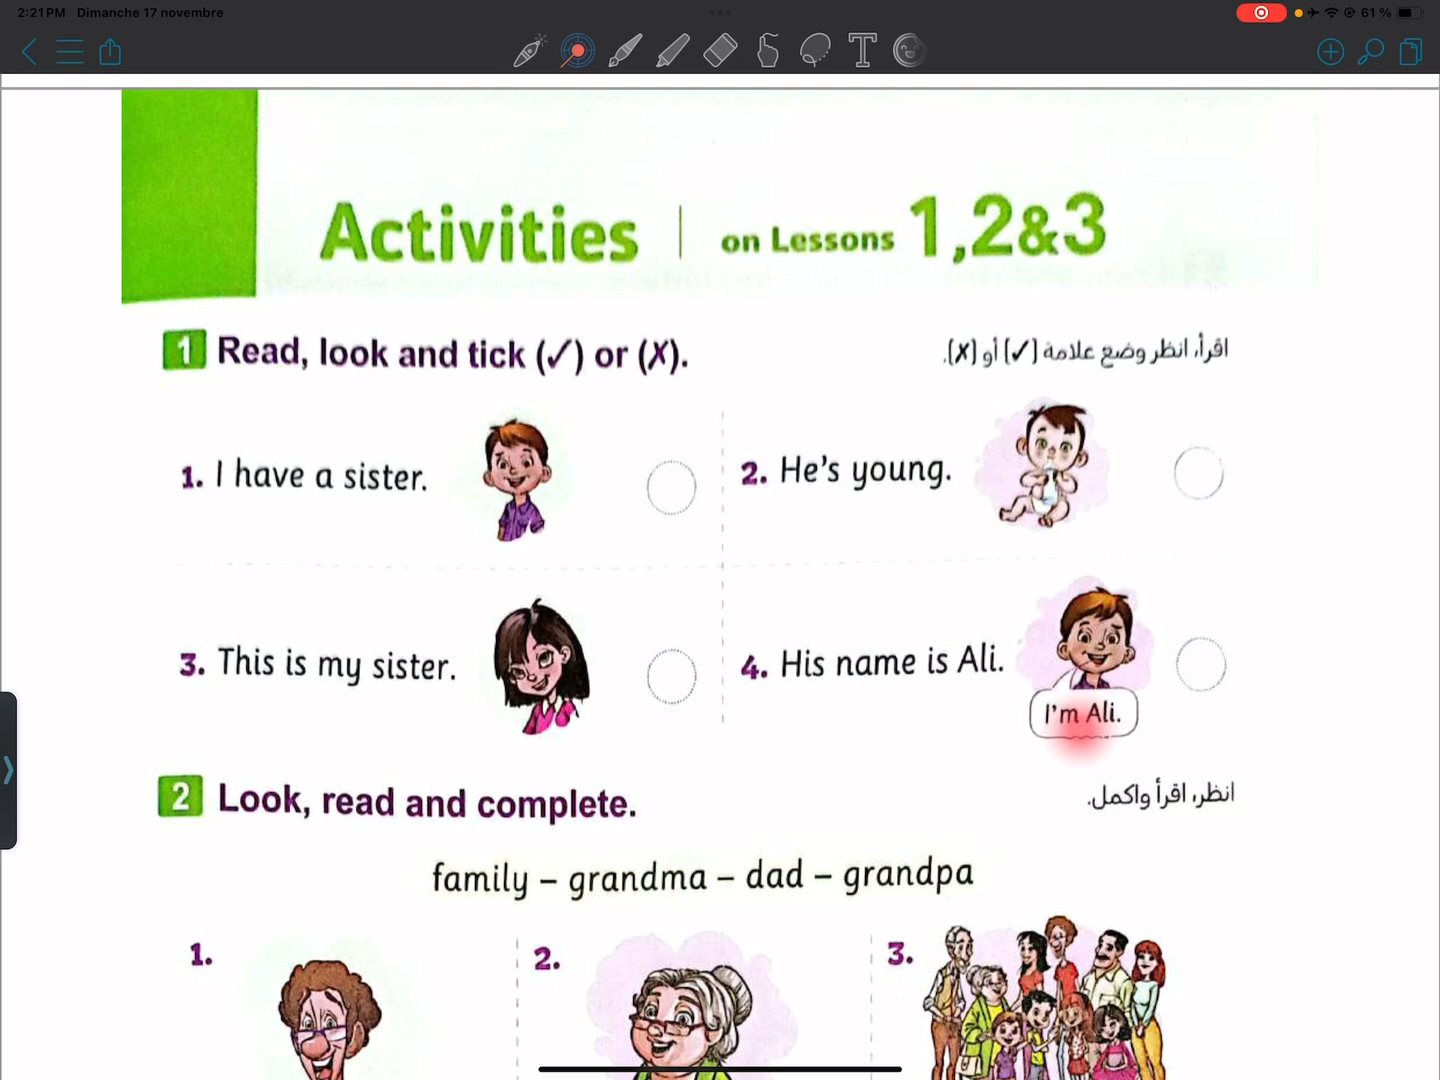 2:21 PM Dimanche 17 novembre
61 %
Activities on Lessons 1,2&3
1 Read, look and tick (✓) or (✗).
اقرأ، انظر وضع علامة (✓) أو (✗).
1. I have a sister.
2. He's young.
3. This is my sister.
4. His name is Ali.
I'm Ali.
2 Look, read and complete.
انظر، اقرأ واكمل.
family – grandma – dad – grandpa
1.
2.
3.